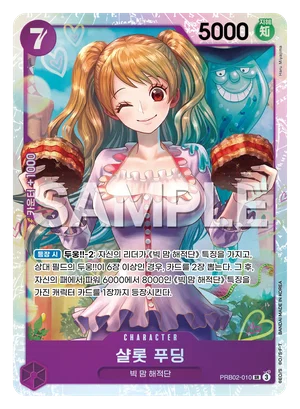 7
5000
지혜
知
카운터 +1000
SAMPLE
등장 시 두웅!!-2: 자신의 리더가 《빅 맘 해적단》 특징을 가지고,
상대 필드의 두웅!!이 6장 이상인 경우, 카드를 2장 뽑는다. 그 후,
자신의 패에서 파워 6000에서 8000인 《빅 맘 해적단》 특징을
가진 캐릭터 카드를 1장까지 등장시킨다.
CHARACTER
샬롯 푸딩
빅 맘 해적단
PRB02-010 SR 3